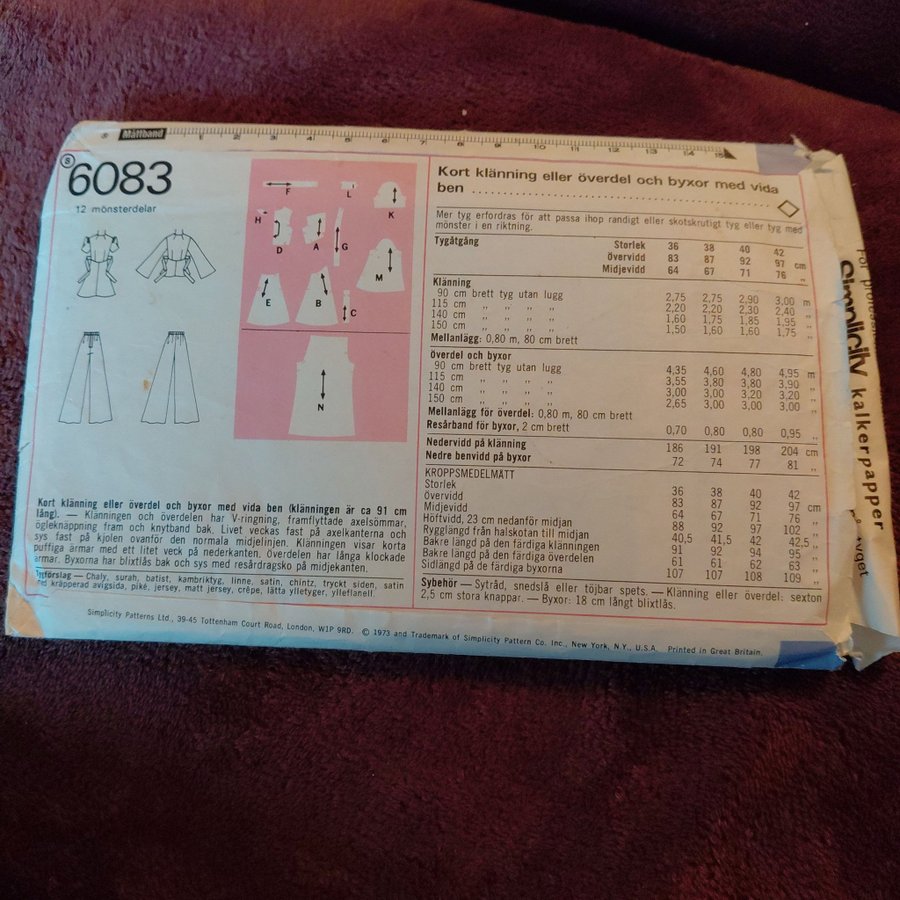 S Måttband 1 2 3 4 5 6 7 8 9 10 11 12 13 14 15
S 6083
12 mönsterdelar
F L K H D A G M E B C N
Kort klänning eller överdel och byxor med vida
ben
Mer tyg erfordras för att passa ihop randigt eller skotskrutigt tyg eller tyg med
mönster i en riktning.
Tygåtgång Storlek 36 38 40 42
Övervidd 83 87 92 97 cm
Midjevidd 64 67 71 76 „
Klänning
90 cm brett tyg utan lugg 2,75 2,75 2,90 3,00 m
115 cm „ „ „ „ 2,20 2,20 2,30 2,40 „
140 cm „ „ „ „ 1,60 1,75 1,85 1,95 „
150 cm „ „ „ „ 1,50 1,60 1,60 1,75 „
Mellanlägg: 0,80 m, 80 cm brett
Överdel och byxor
90 cm brett tyg utan lugg 4,35 4,60 4,80 4,95 m
115 cm „ „ „ „ 3,55 3,80 3,80 3,90 „
140 cm „ „ „ „ 3,00 3,00 3,20 3,20 „
150 cm „ „ „ „ 2,65 3,00 3,00 3,00 „
Mellanlägg för överdel: 0,80 m, 80 cm brett
Resårband för byxor, 2 cm brett 0,70 0,80 0,80 0,95 „
Nedervidd på klänning 186 191 198 204 cm
Nedre benvidd på byxor 72 74 77 81 „
KROPPSMEDELMÄTT
Storlek 36 38 40 42
Övervidd 83 87 92 97 cm
Midjevidd 64 67 71 76 „
Höftvidd, 23 cm nedanför midjan 88 92 97 102 „
Rygglängd från halskotan till midjan 40,5 41,5 42 42,5 „
Bakre längd på den färdiga klänningen 91 92 94 95 „
Bakre längd på den färdiga överdelen 61 61 62 63 „
Sidlängd på de färdiga byxorna 107 107 108 109 „
Sybehör — Sytråd, snedslå eller töjbar spets. — Klänning eller överdel: sexton
2,5 cm stora knappar. — Byxor: 18 cm långt blixtlås.
Kort klänning eller överdel och byxor med vida ben (klänningen är ca 91 cm
lång). — Klänningen och överdelen har V-ringning, framflyttade axelsömmar,
ögleknäppning fram och knytband bak. Livet veckas fast på axelkanterna och
sys fast på kjolen ovanför den normala midjelinjen. Klänningen visar korta
puffiga ärmar med ett litet veck på nederkanten. Överdelen har långa klockade
ärmar. Byxorna har blixtlås bak och sys med resårdragsko på midjekanten.
Tygförslag — Chaly, surah, batist, kambriktyg, linne, satin, chintz, tryckt siden, satin
med kräpperad avigsida, piké, jersey, matt jersey, crêpe, lätta ylletyger, ylleflanell.
Simplicity Patterns Ltd., 39-45 Tottenham Court Road, London, W1P 9RD. © 1973 and Trademark of Simplicity Pattern Co. Inc., New York, N.Y., U.S.A. Printed in Great Britain.
Simplicity kalkerpapper